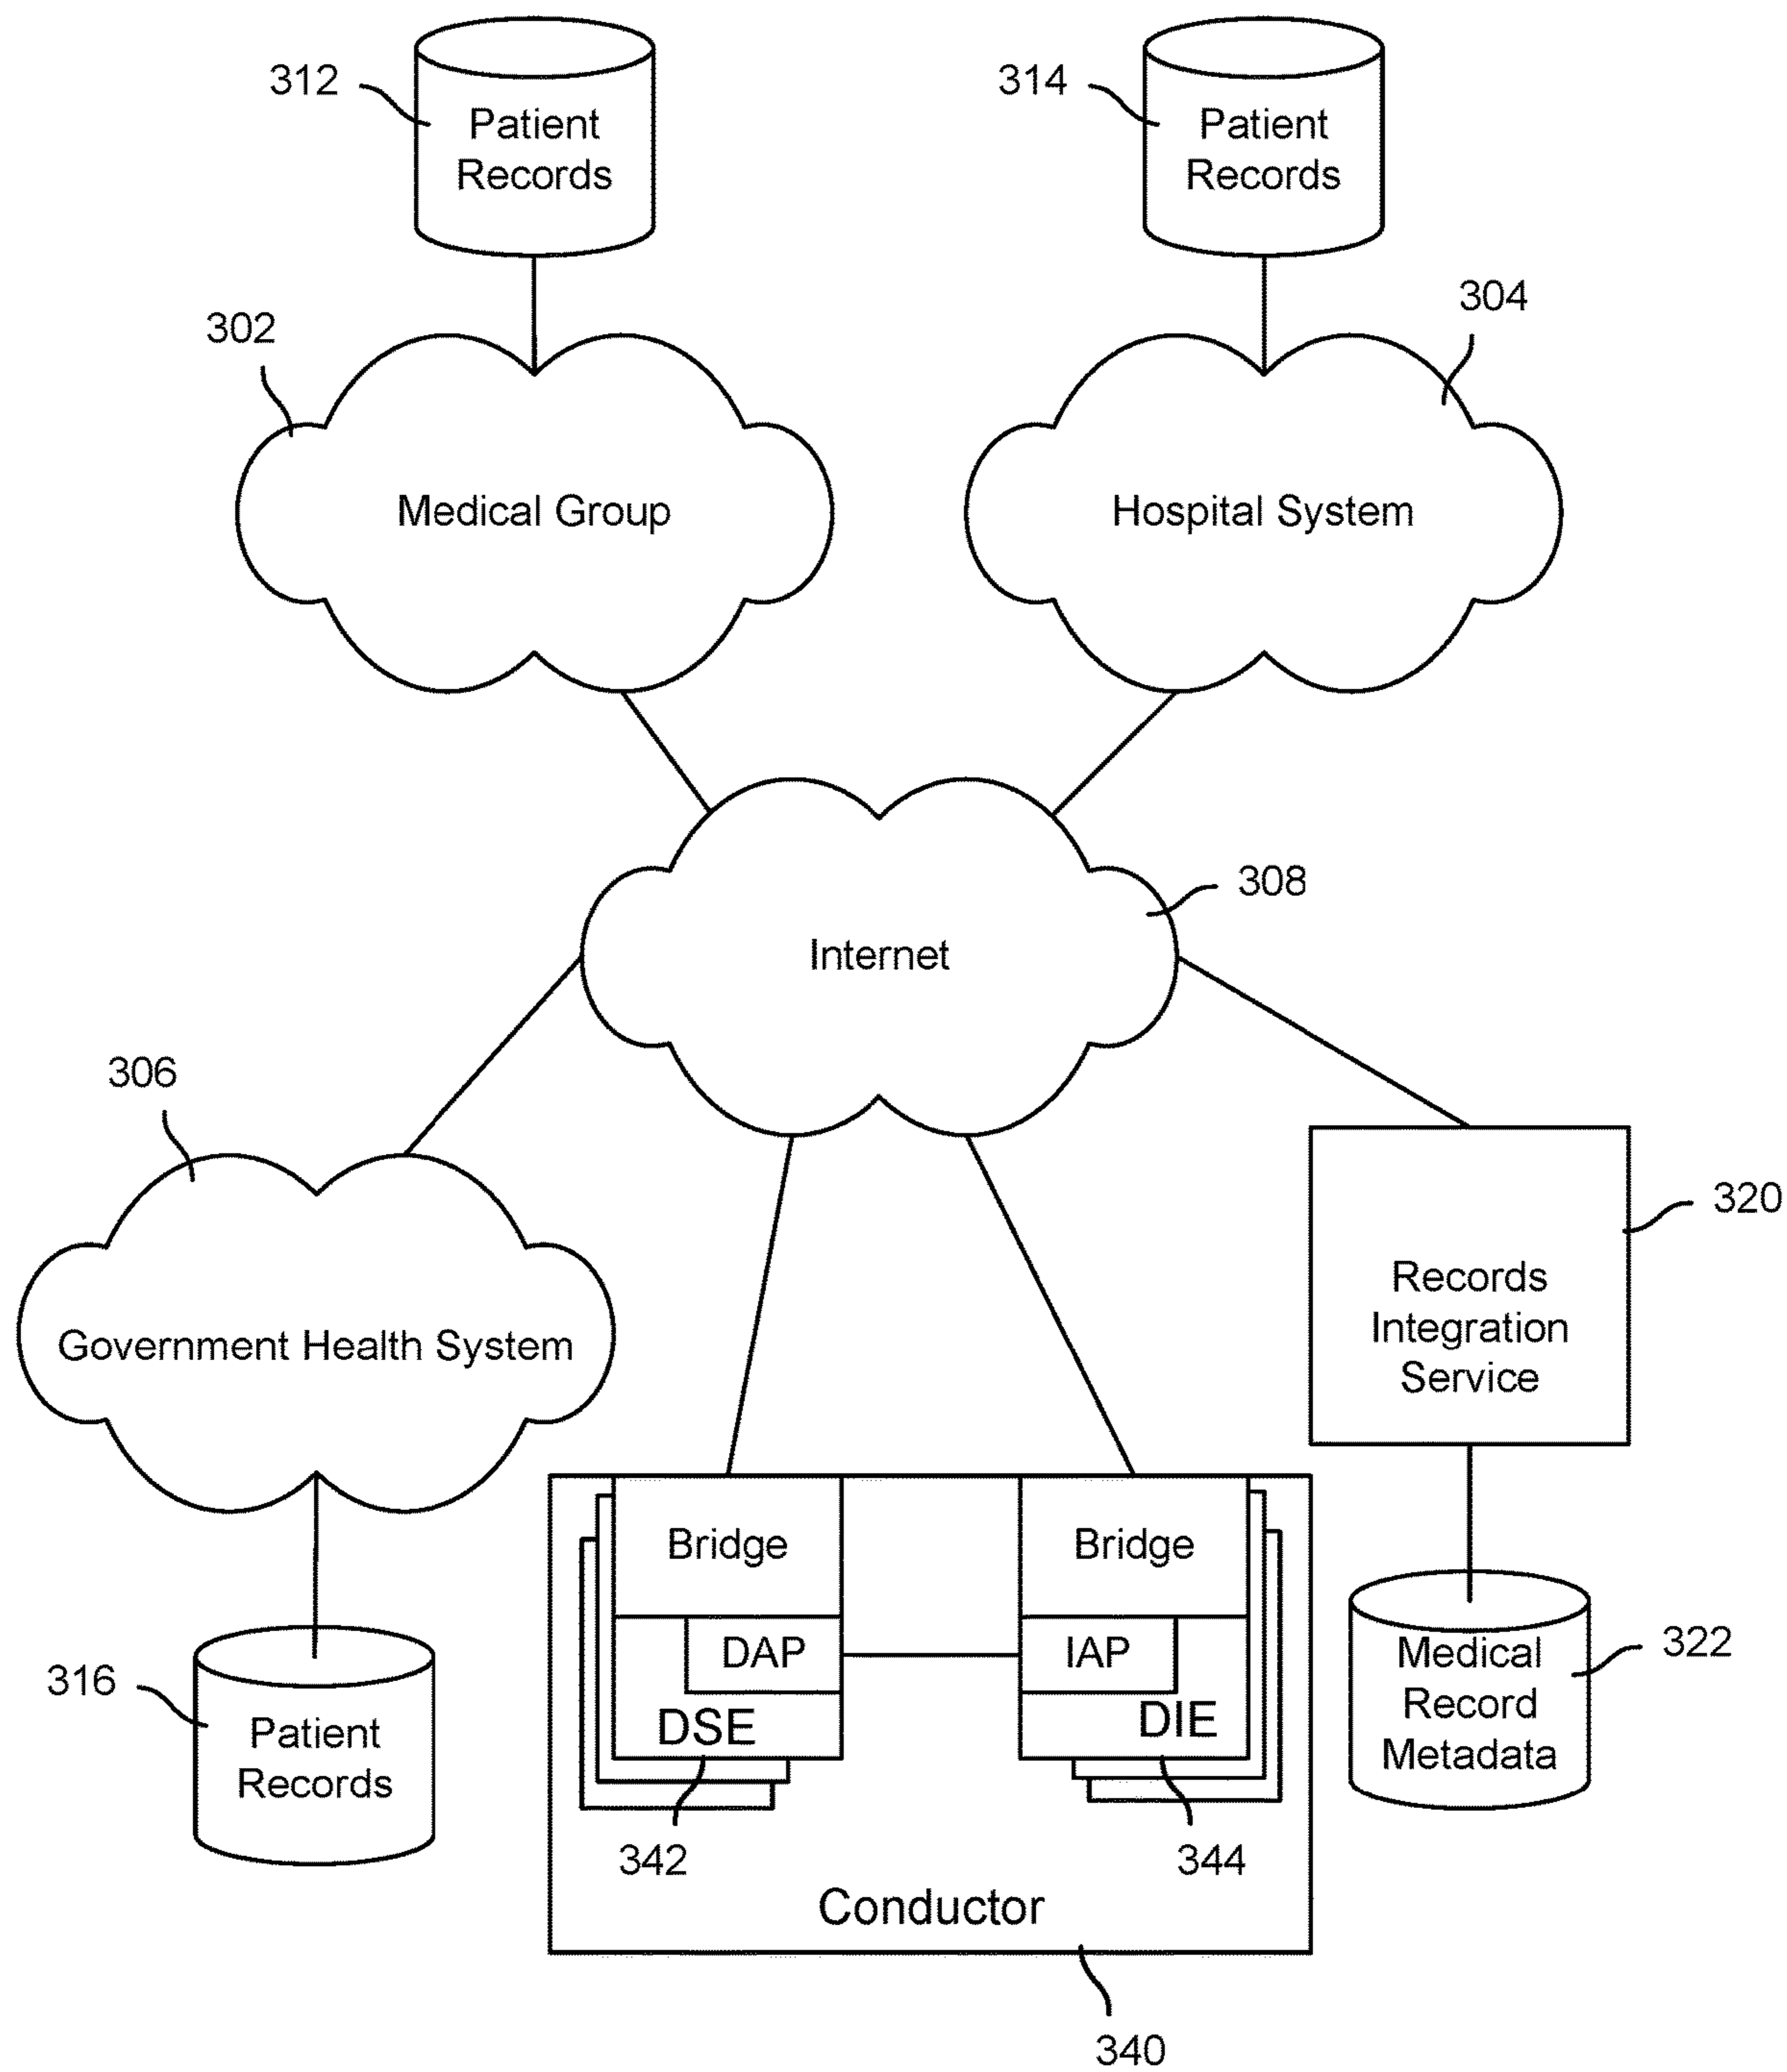 312
Patient
Records
314
Patient
Records
302
304
Medical Group
Hospital System
308
Internet
306
320
Government Health System
Records
Integration
Service
Bridge
Bridge
DAP
IAP
DSE
DIE
316
Patient
Records
322
Medical
Record
Metadata
342
344
Conductor
340